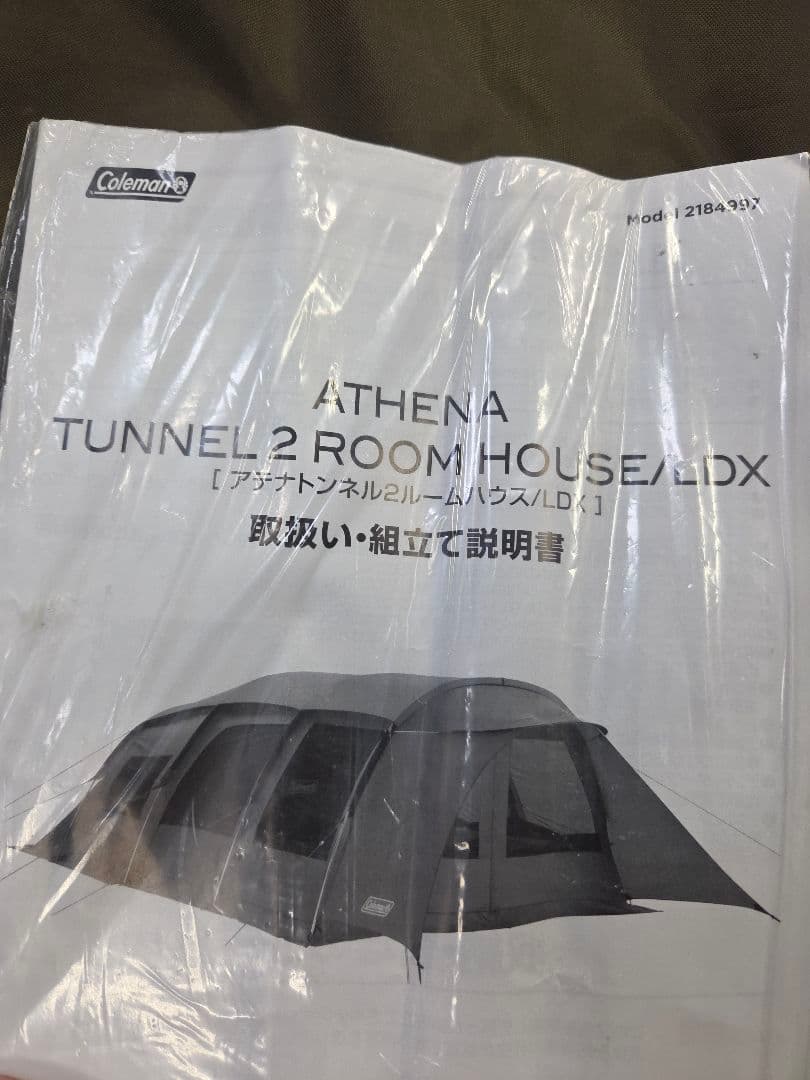 Coleman
Model 2184997
ATHENA
TUNNEL 2 ROOM HOUSE/LDX
[ アテナトンネル2ルームハウス/LDX ]
取扱い・組立て説明書
Coleman